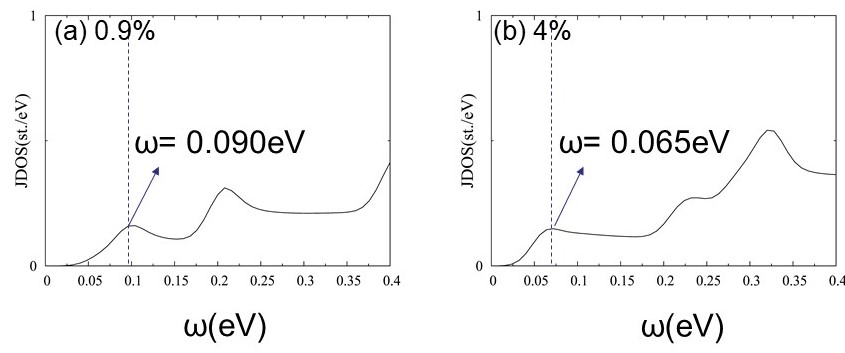 1
(a) 0.9%
JDOS(st./eV)
ω= 0.090eV
0
0 0.05 0.1 0.15 0.2 0.25 0.3 0.35 0.4
ω(eV)
1
(b) 4%
JDOS(st./eV)
ω= 0.065eV
0
0 0.05 0.1 0.15 0.2 0.25 0.3 0.35 0.4
ω(eV)